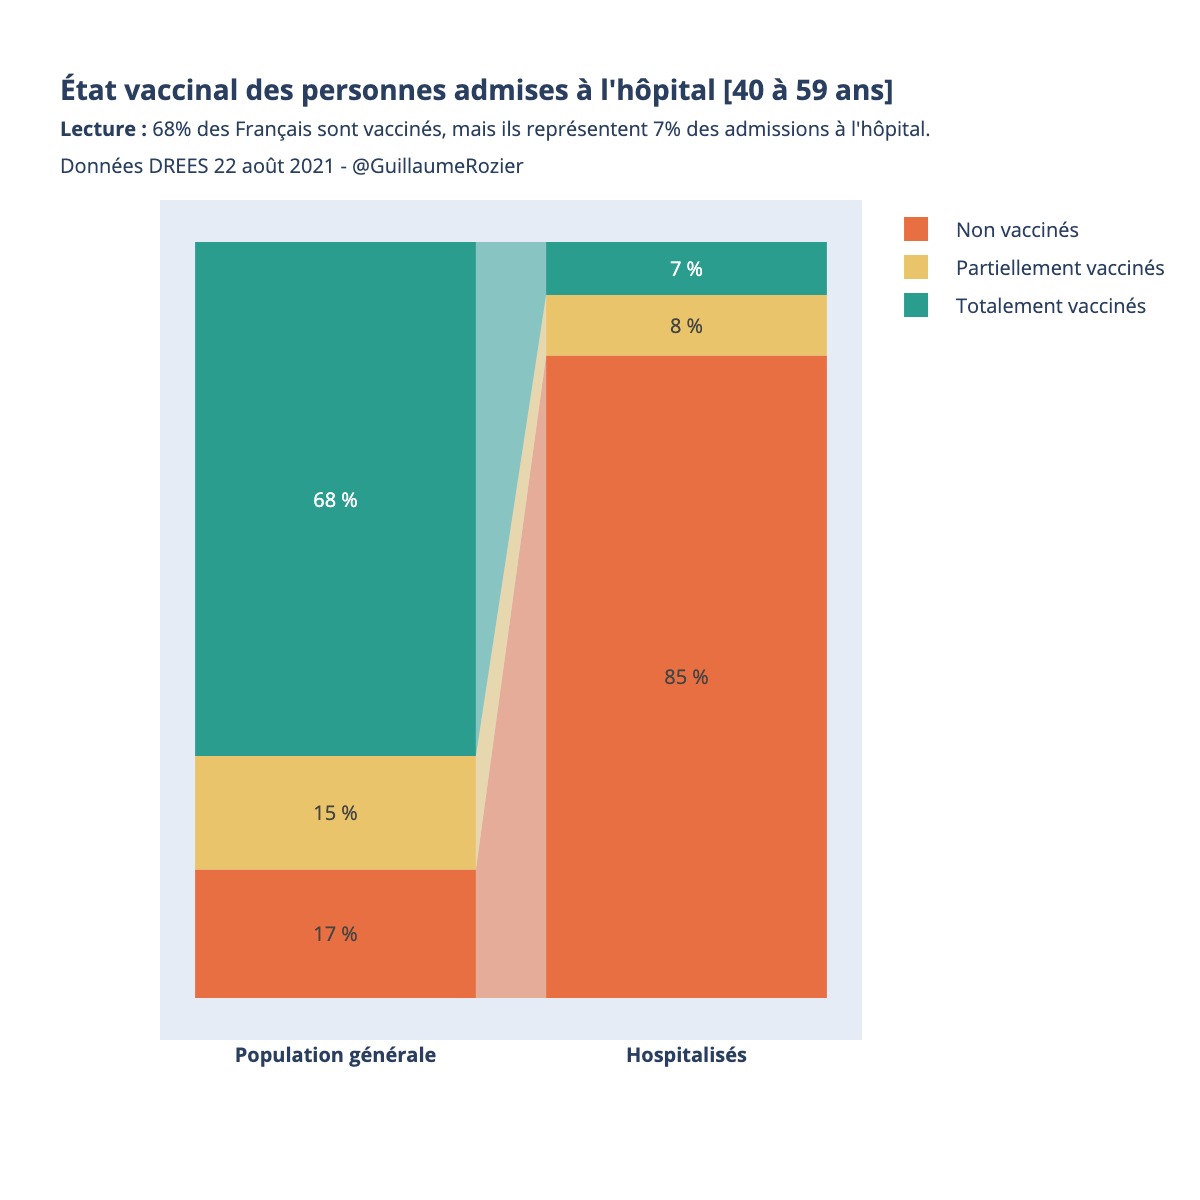 État vaccinal des personnes admises à l'hôpital [40 à 59 ans]
Lecture : 68% des Français sont vaccinés, mais ils représentent 7% des admissions à l'hôpital.
Données DREES 22 août 2021 - @GuillaumeRozier
Non vaccinés
Partiellement vaccinés
Totalement vaccinés
7 %
8 %
68 %
85 %
15 %
17 %
Population générale
Hospitalisés